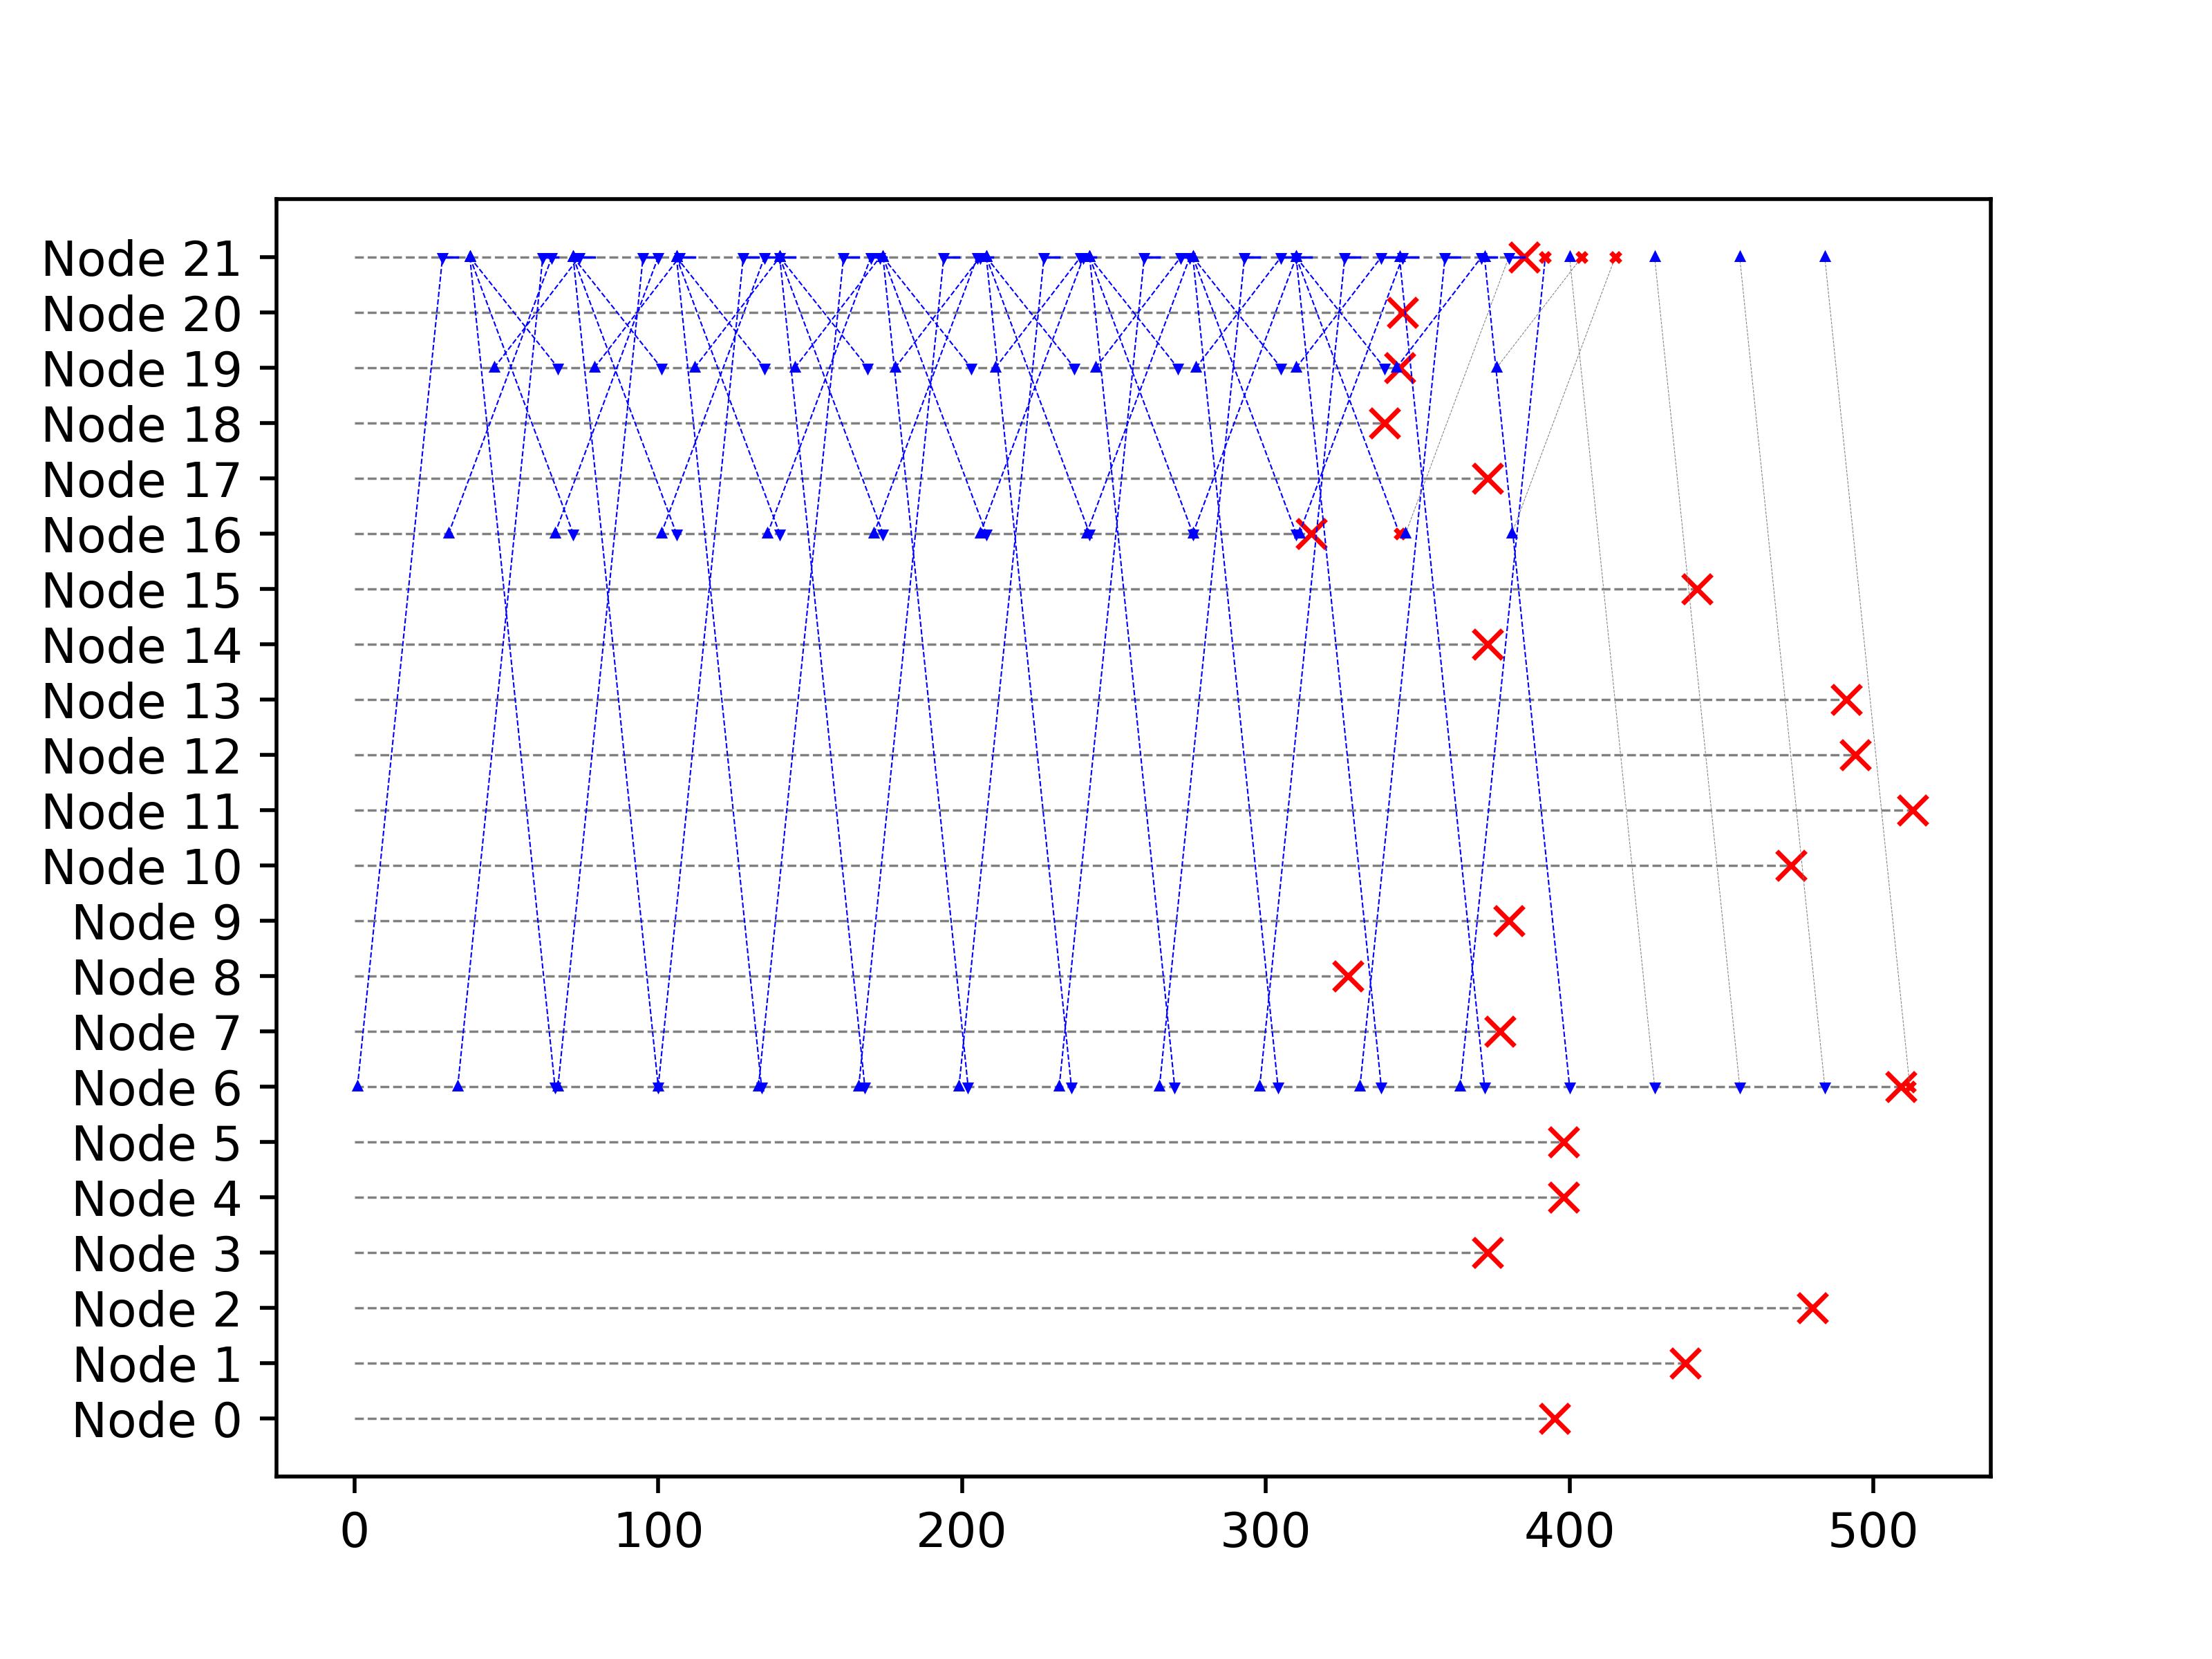 Node 21
Node 20
Node 19
Node 18
Node 17
Node 16
Node 15
Node 14
Node 13
Node 12
Node 11
Node 10
Node 9
Node 8
Node 7
Node 6
Node 5
Node 4
Node 3
Node 2
Node 1
Node 0
0 100 200 300 400 500